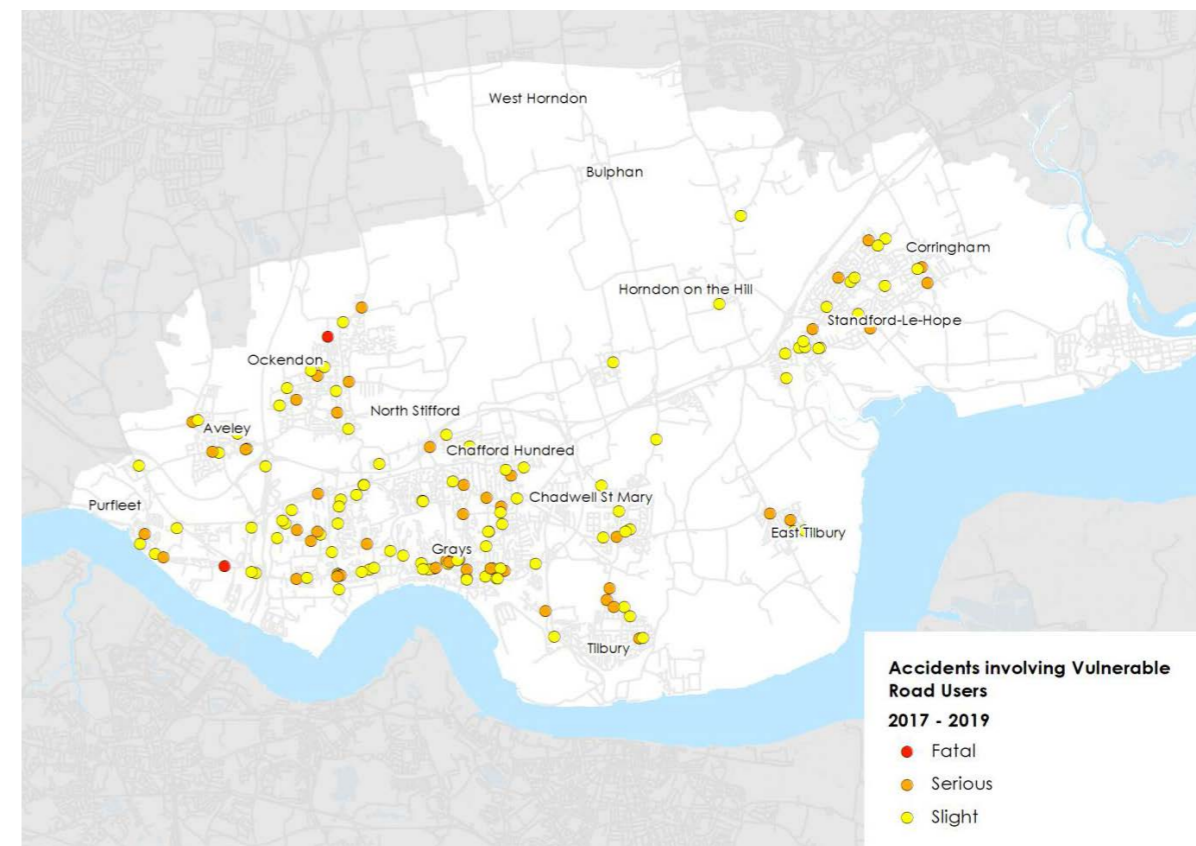 West Horndon
Bulphan
Corringham
Horndon on the Hill
Standford-Le-Hope
Ockendon
North Stifford
Aveley
Chafford Hundred
Purfleet
Chadwell St Mary
East Tilbury
Grays
Tilbury
Accidents involving Vulnerable
Road Users
2017 - 2019
Fatal
Serious
Slight